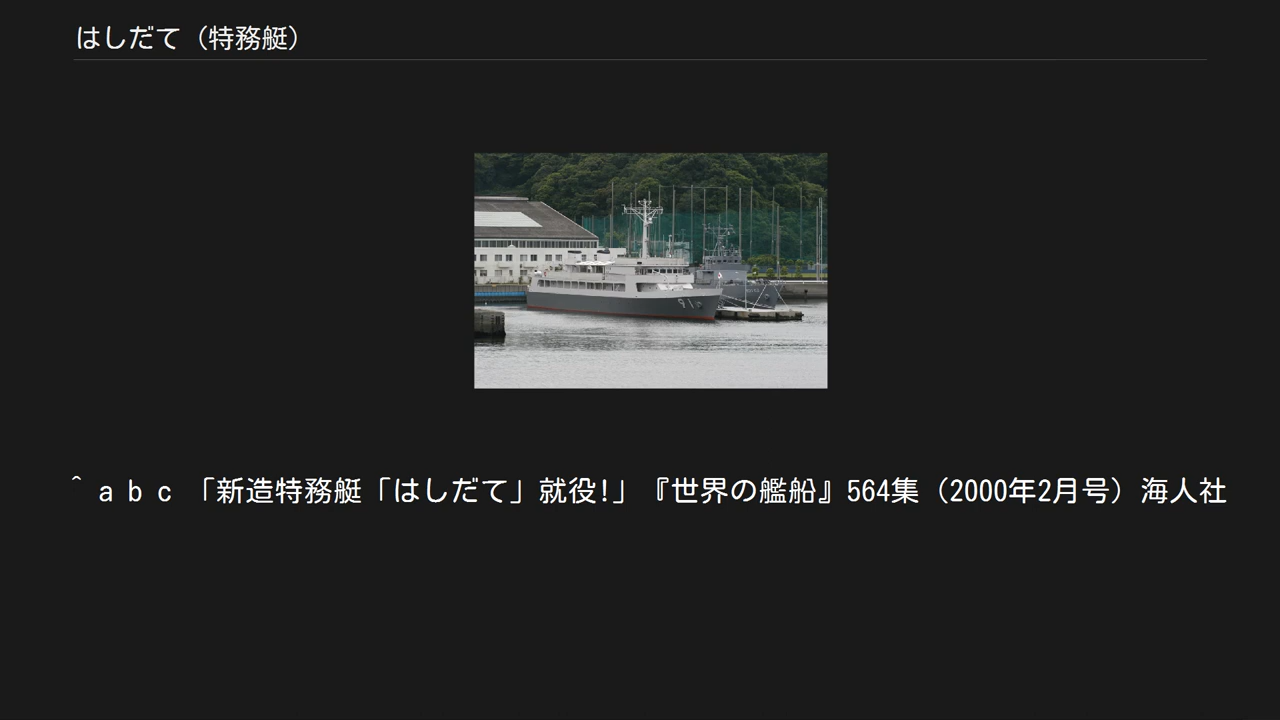 はしだて（特務艇）
91
^ a b c 「新造特務艇「はしだて」就役!」『世界の艦船』564集（2000年2月号）海人社